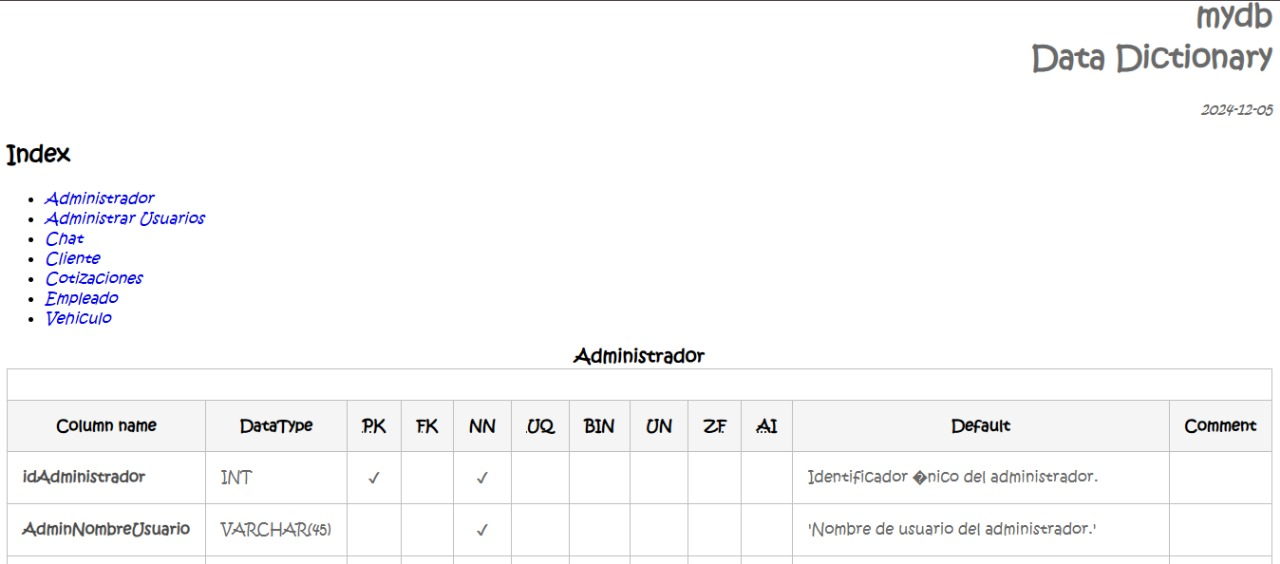 mydb
Data Dictionary
2024-12-05
Index
Administrador
Administrar Usuarios
Chat
Cliente
Cotizaciones
Empleado
Vehiculo
Administrador
Column name DataType PK FK NN UQ BIN UN ZF AI Default Comment
idAdministrador INT ✓ ✓ Identificador �nico del administrador.
AdminNombreUsuario VARCHAR(45) ✓ 'Nombre de usuario del administrador.'